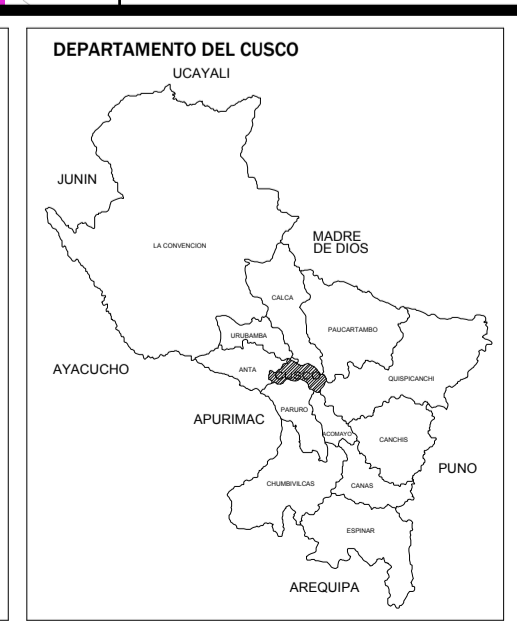 DEPARTAMENTO DEL CUSCO
UCAYALI
JUNIN
LA CONVENCION
MADRE
DE DIOS
CALCA
URUBAMBA
PAUCARTAMBO
AYACUCHO
ANTA
CUSCO
QUISPICANCHI
APURIMAC
PARURO
ACOMAYO
CANCHIS
PUNO
CHUMBIVILCAS
CANAS
ESPINAR
AREQUIPA